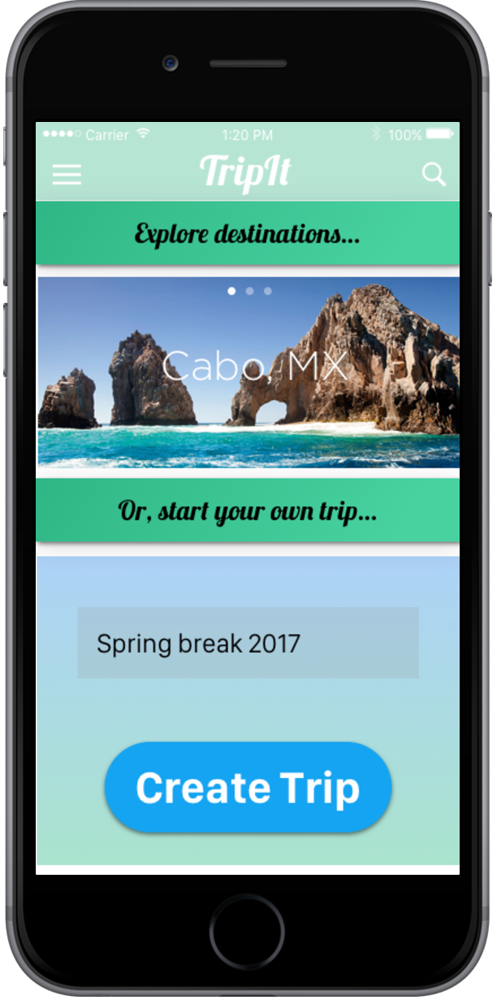 Carrier 1:20 PM 100%
TripIt
Explore destinations...
Cabo, MX
Or, start your own trip...
Spring break 2017
Create Trip